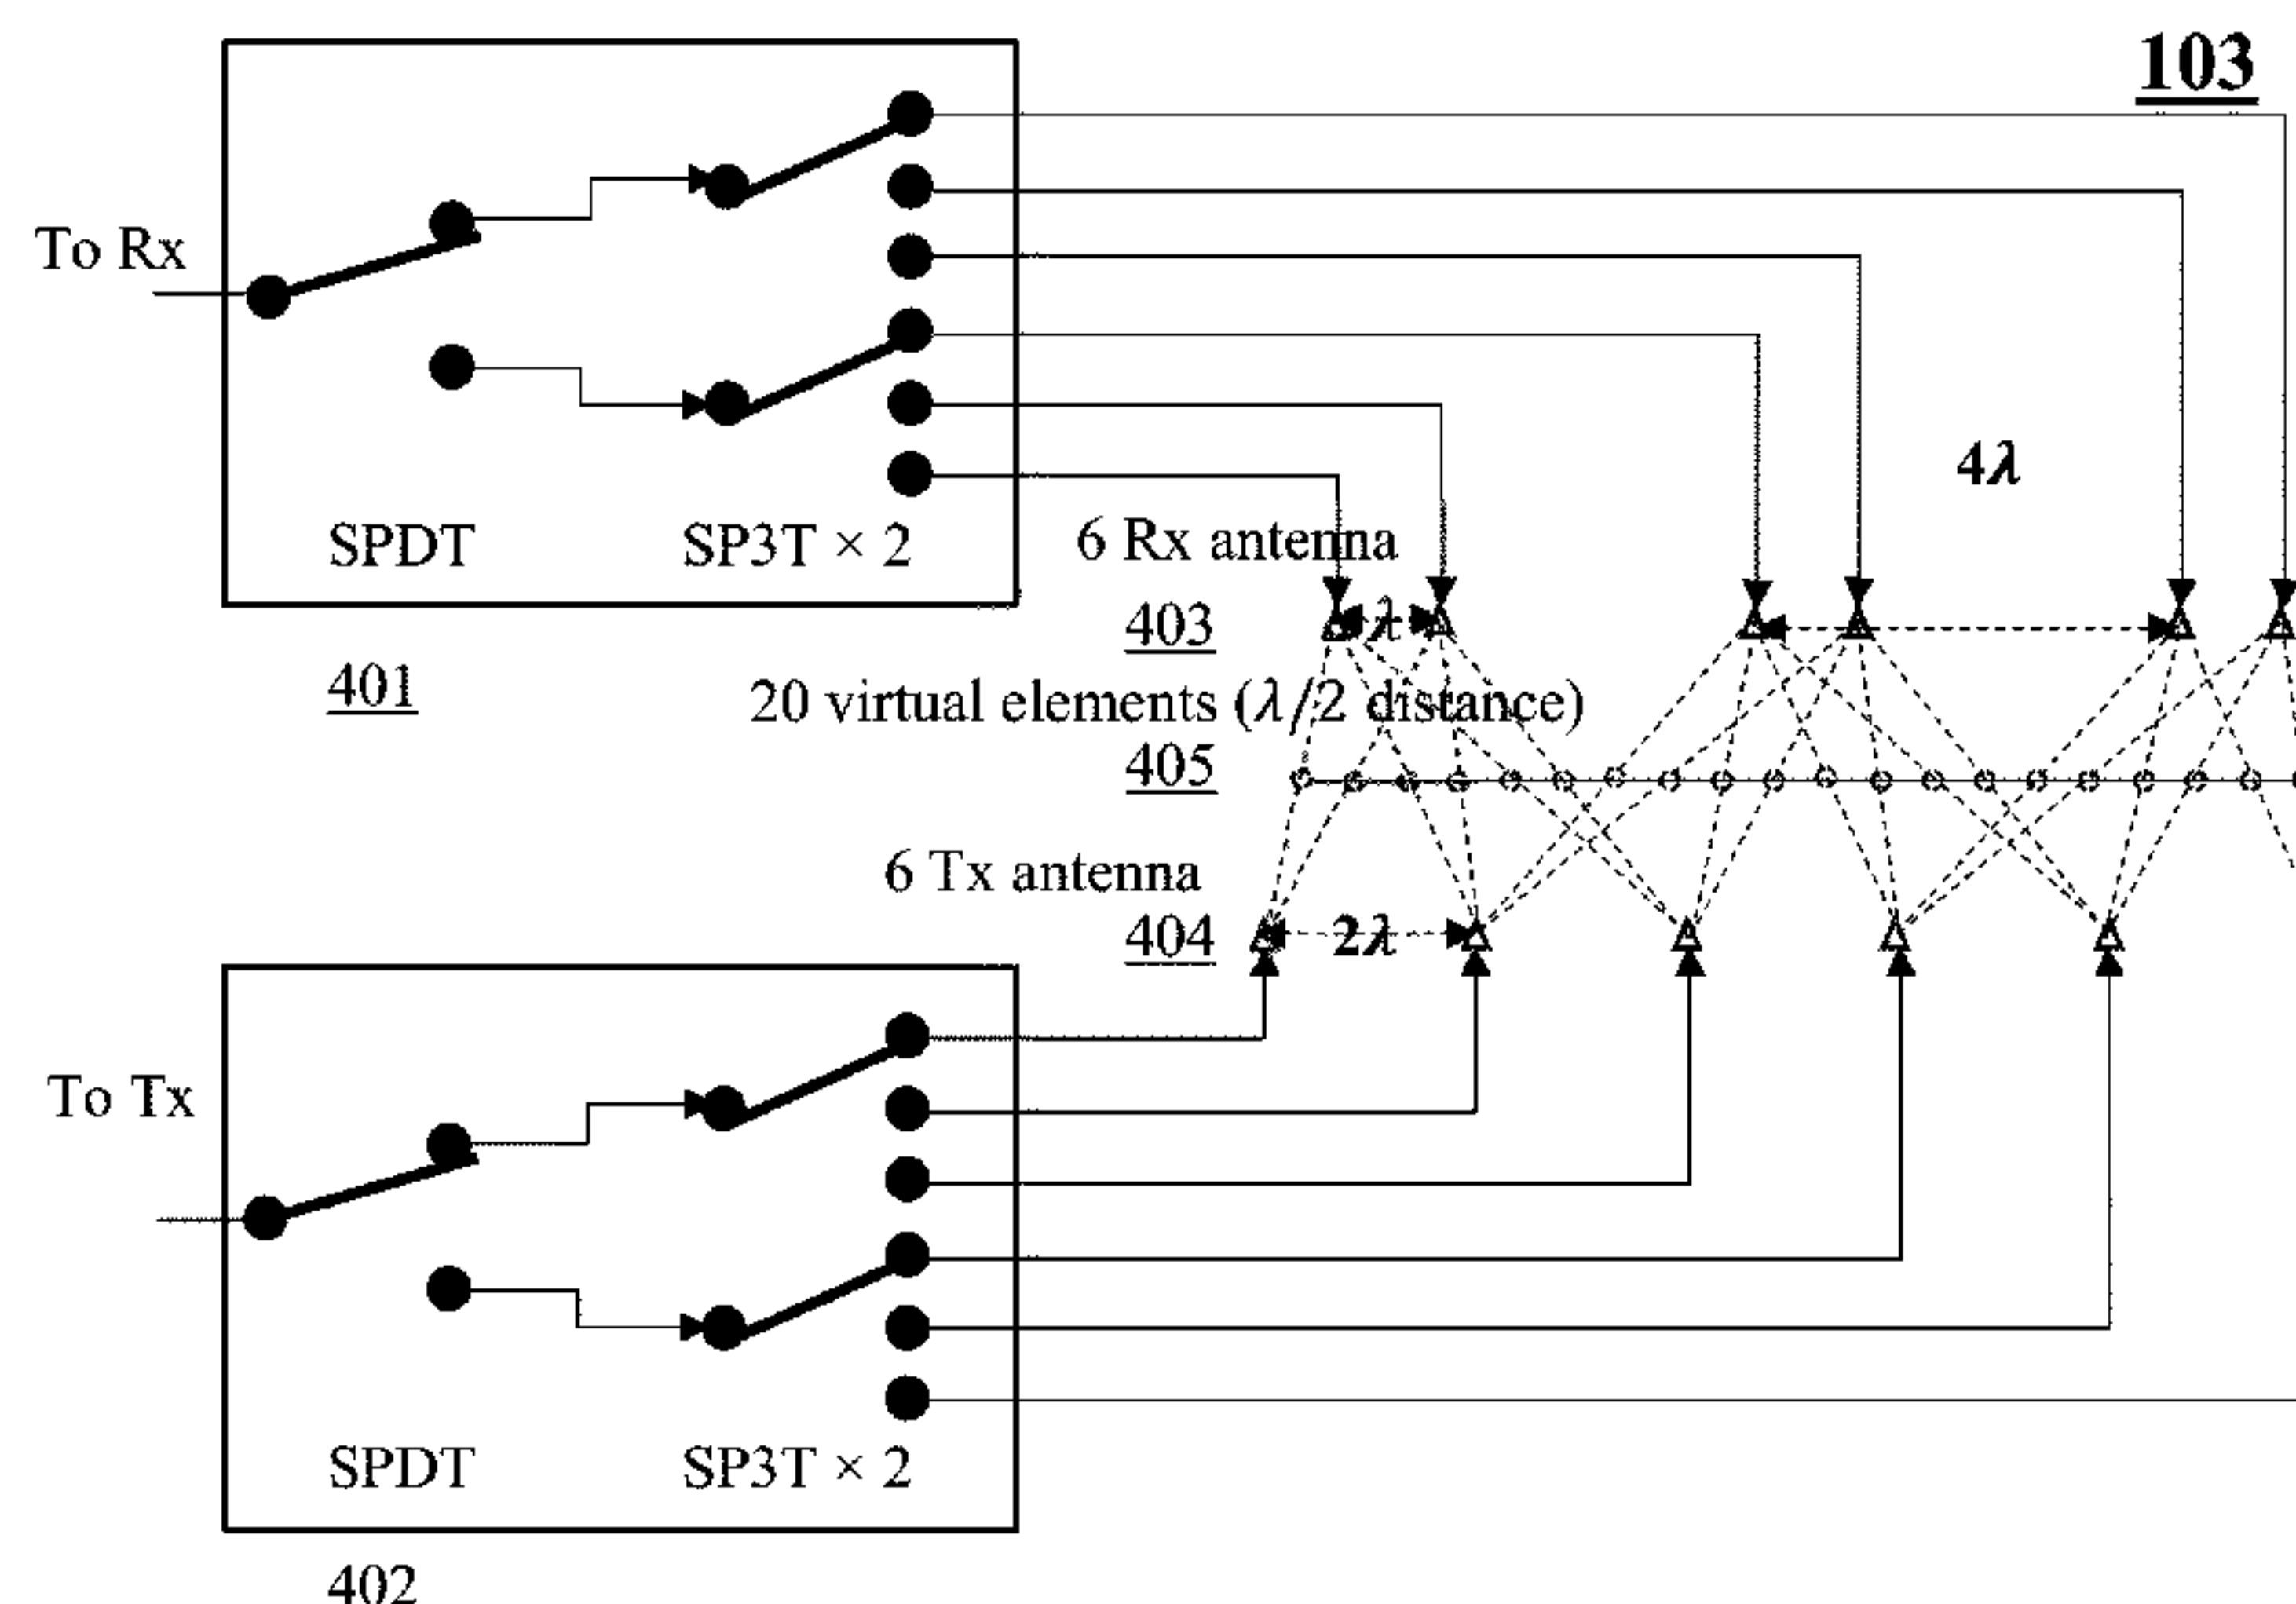 103
To Rx
4λ
SPDT
SP3T × 2
6 Rx antenna
403
λ
401
20 virtual elements (λ/2 distance)
405
6 Tx antenna
404
2λ
To Tx
SPDT
SP3T × 2
402